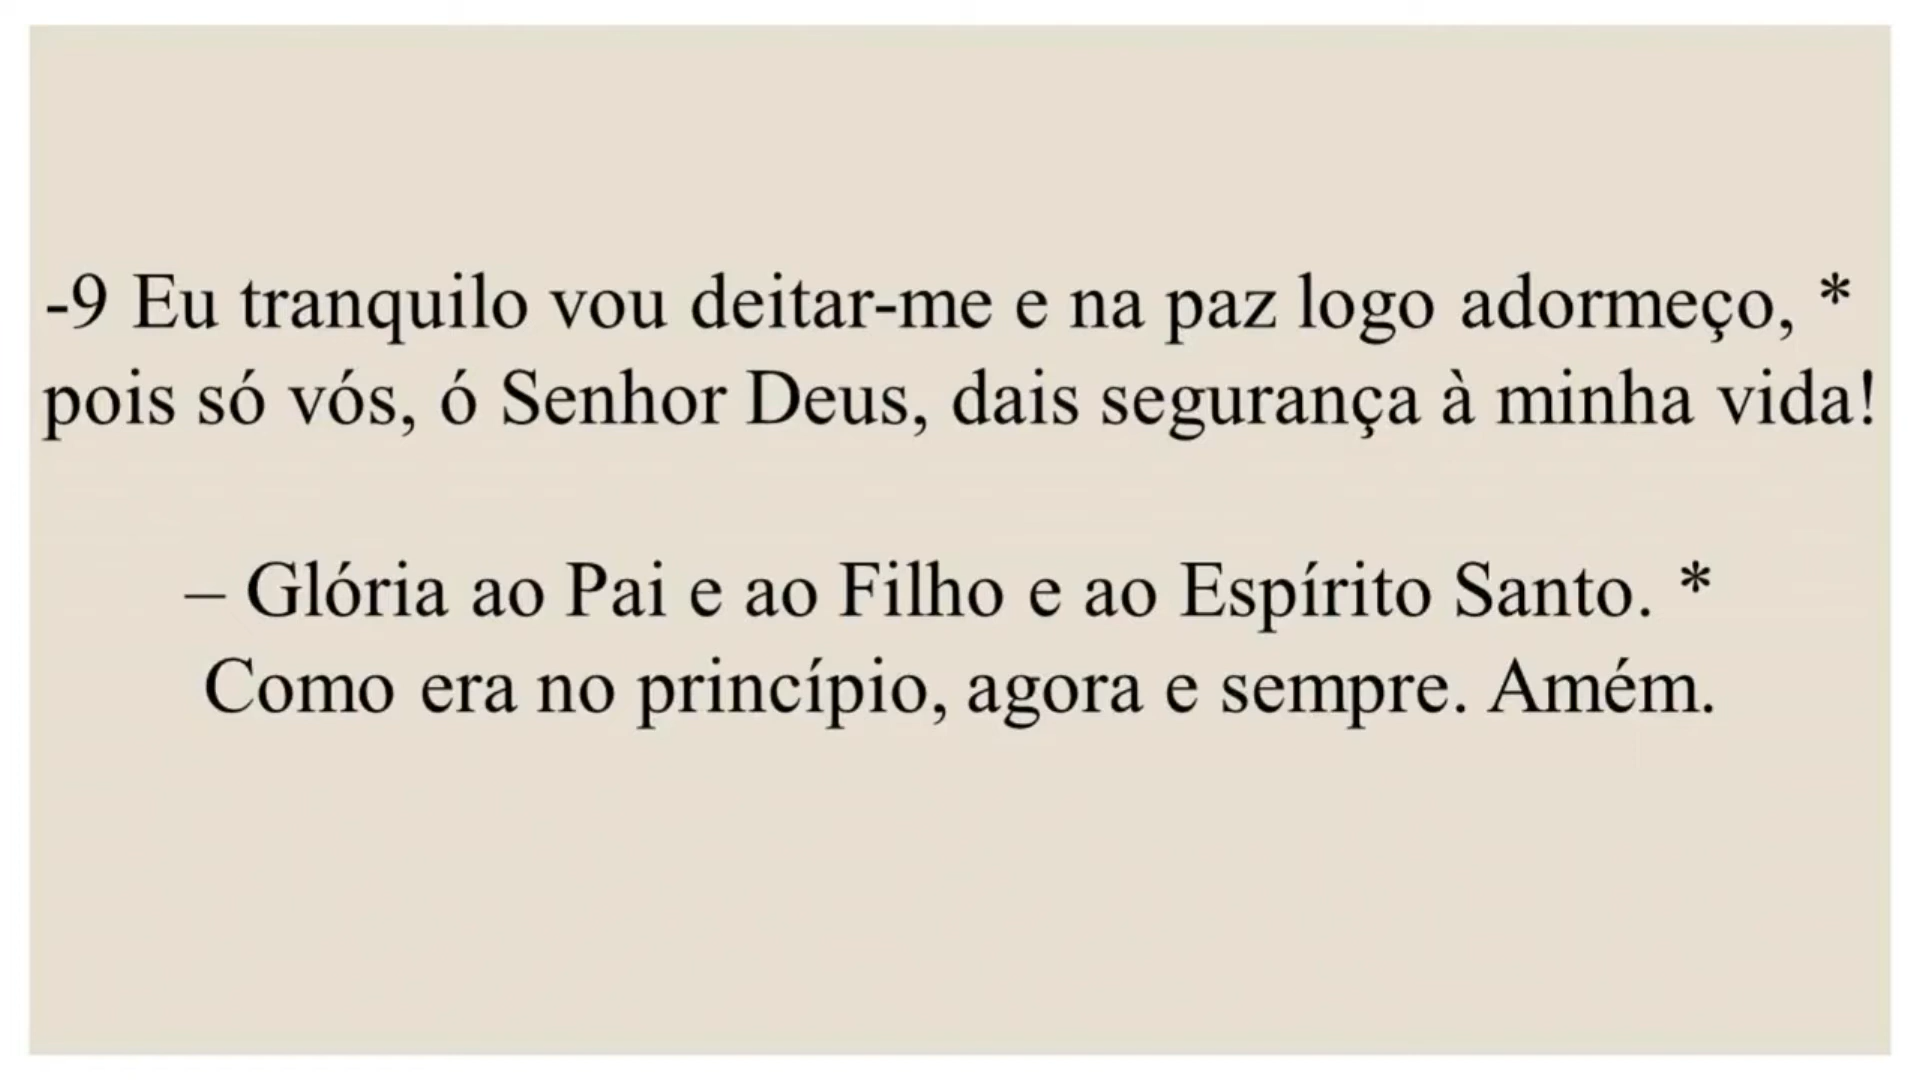 -9 Eu tranquilo vou deitar-me e na paz logo adormeço, *
pois só vós, ó Senhor Deus, dais segurança à minha vida!
– Glória ao Pai e ao Filho e ao Espírito Santo. *
Como era no princípio, agora e sempre. Amém.